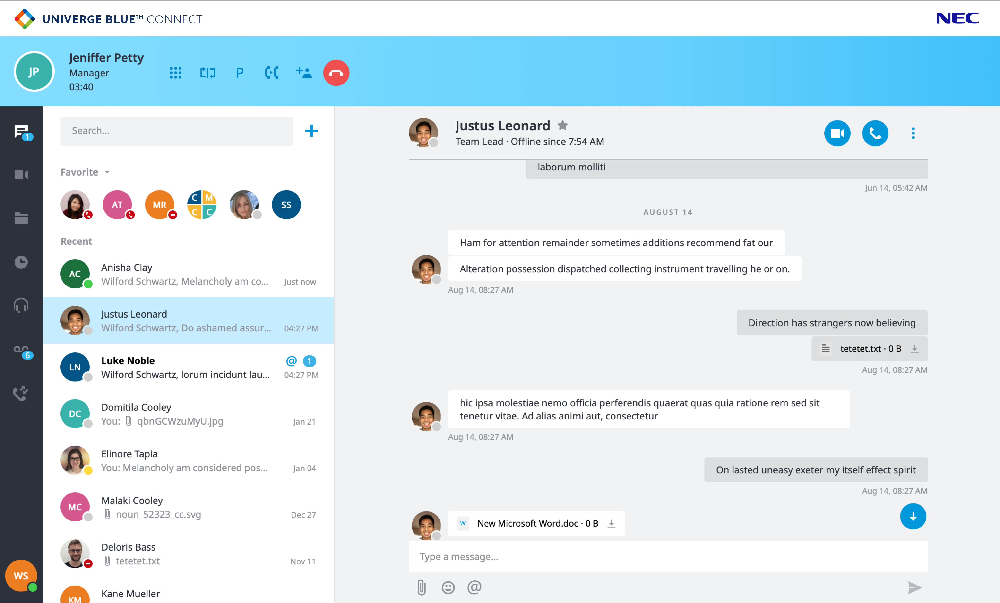 UNIVERGE BLUE™ CONNECT
NEC
JP
Jeniffer Petty
Manager
03:40
P
1
6
WS
Search...
Favorite
AT
MR
C M
C C
SS
Recent
AC
Anisha Clay
Wilford Schwartz, Melancholy am co...
Just now
Justus Leonard
Wilford Schwartz, Do ashamed assur...
04:27 PM
LN
Luke Noble
@ 1
Wilford Schwartz, lorum incidunt lau...
04:27 PM
DC
Domitila Cooley
You: qbnGCWzuMyU.jpg
Jan 21
Elinore Tapia
You: Melancholy am considered pos...
Jan 04
MC
Malaki Cooley
noun_52323_cc.svg
Dec 27
Deloris Bass
tetetet.txt
Nov 11
KM
Kane Mueller
Justus Leonard
Team Lead · Offline since 7:54 AM
laborum molliti
Jun 14, 05:42 AM
AUGUST 14
Ham for attention remainder sometimes additions recommend fat our
Alteration possession dispatched collecting instrument travelling he or on.
Aug 14, 08:27 AM
Direction has strangers now believing
tetetet.txt · 0 B
Aug 14, 08:27 AM
hic ipsa molestiae nemo officia perferendis quaerat quas quia ratione rem sed sit
tenetur vitae. Ad alias animi aut, consectetur
Aug 14, 08:27 AM
On lasted uneasy exeter my itself effect spirit
Aug 14, 08:27 AM
W
New Microsoft Word.doc · 0 B
Type a message...
@